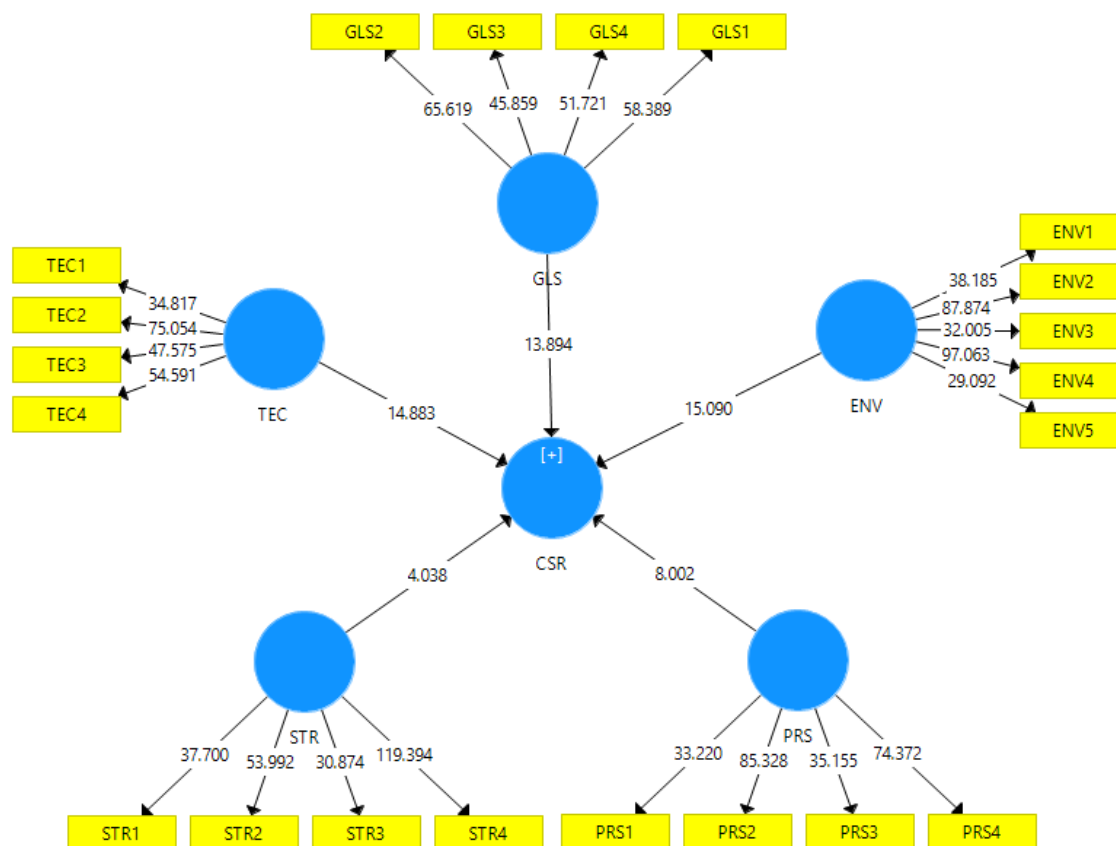 GLS2
GLS3
GLS4
GLS1
65.619
45.859
51.721
58.389
GLS
TEC1
TEC2
TEC3
TEC4
34.817
75.054
47.575
54.591
TEC
ENV1
ENV2
ENV3
ENV4
ENV5
38.185
87.874
32.005
97.063
29.092
ENV
13.894
14.883
15.090
[+]
CSR
4.038
8.002
STR
PRS
37.700
53.992
30.874
119.394
33.220
85.328
35.155
74.372
STR1
STR2
STR3
STR4
PRS1
PRS2
PRS3
PRS4